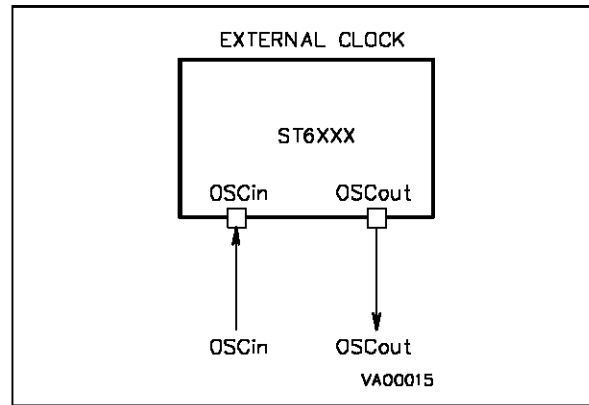 EXTERNAL CLOCK
ST6XXX
OSCin OSCout
OSCin OSCout
VA00015